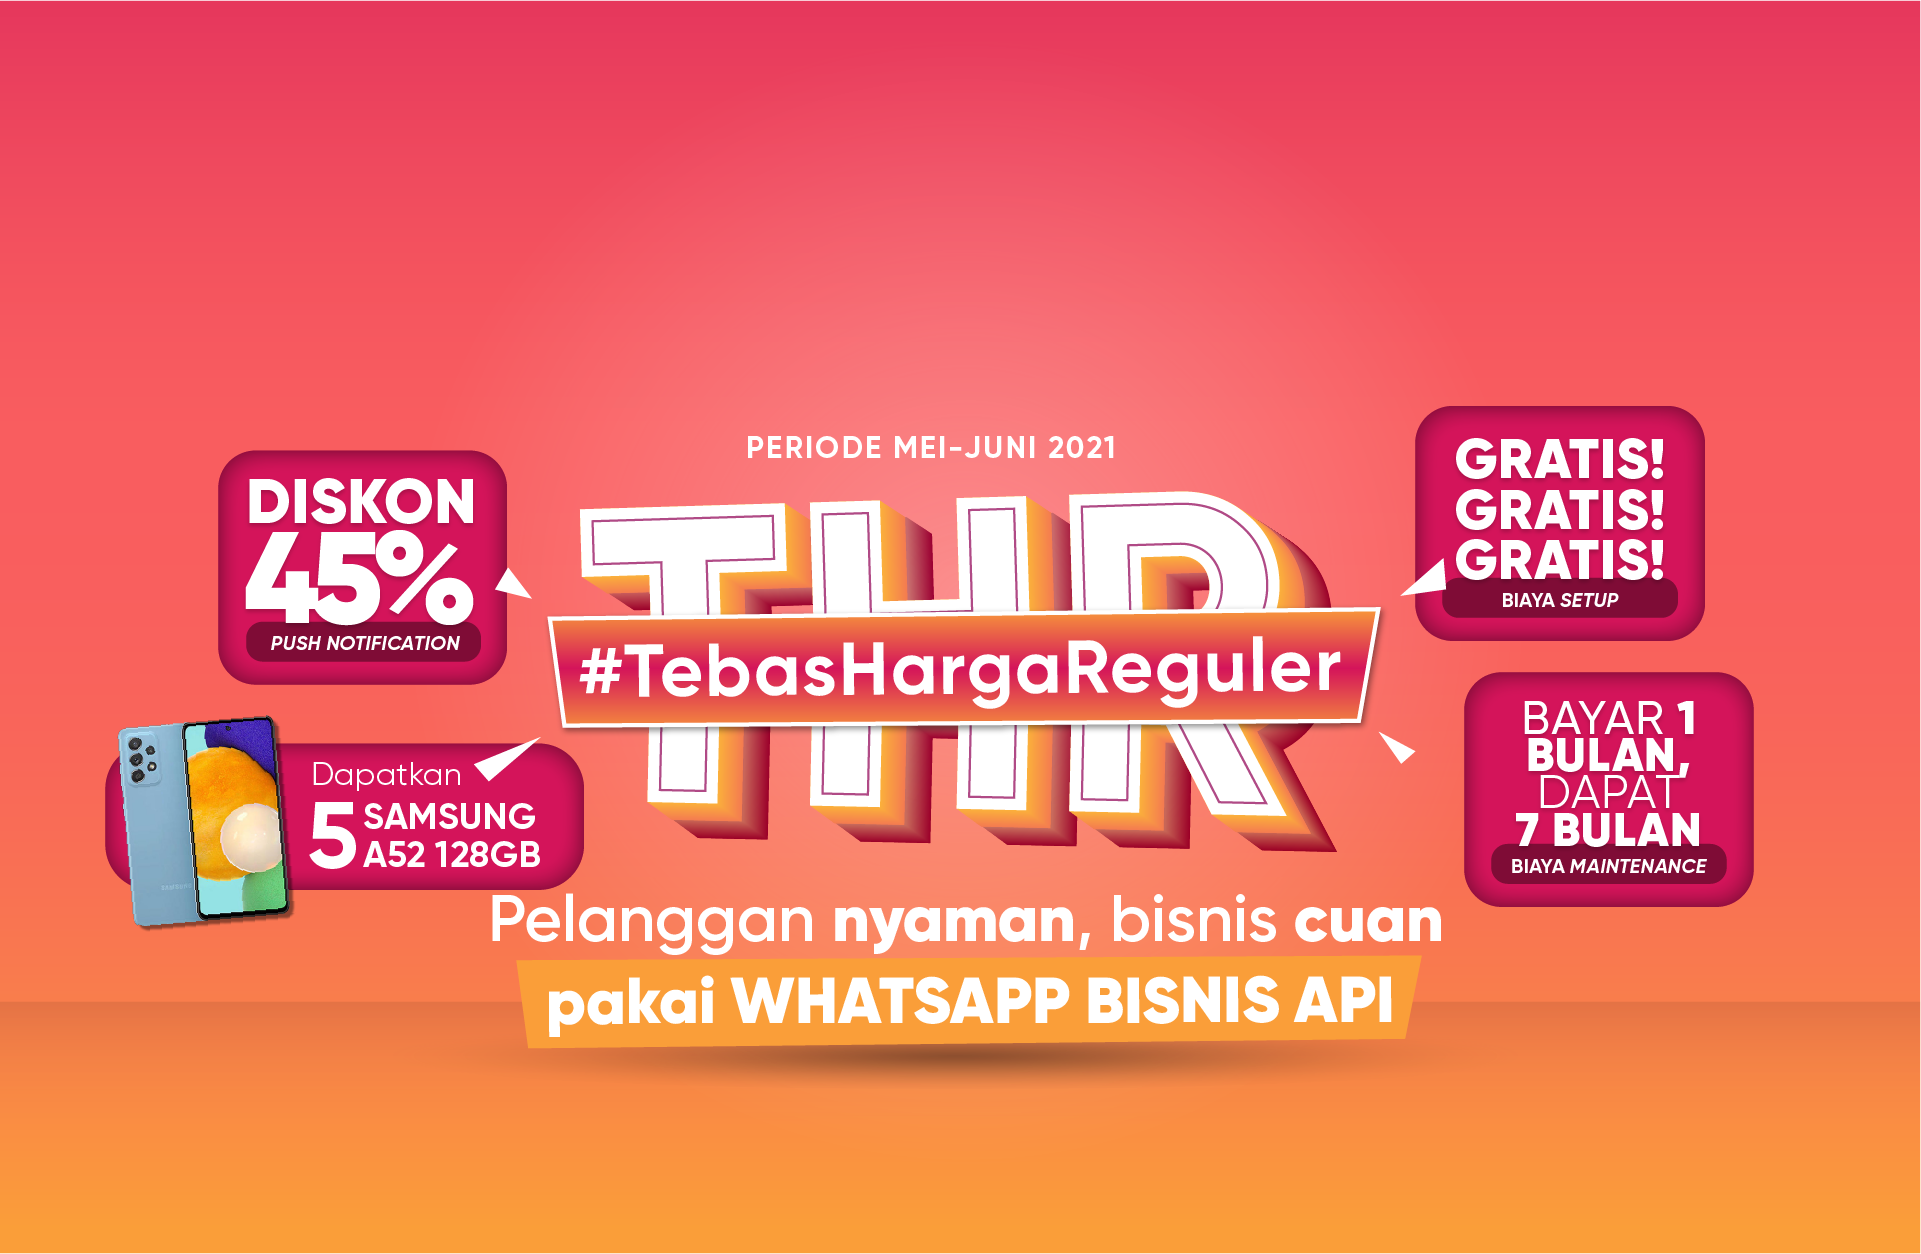 PERIODE MEI-JUNI 2021
THR
#TebasHargaReguler
DISKON
45%
PUSH NOTIFICATION
Dapatkan
5 SAMSUNG
A52 128GB
GRATIS!
GRATIS!
GRATIS!
BIAYA SETUP
BAYAR 1
BULAN,
DAPAT
7 BULAN
BIAYA MAINTENANCE
Pelanggan nyaman, bisnis cuan
pakai WHATSAPP BISNIS API